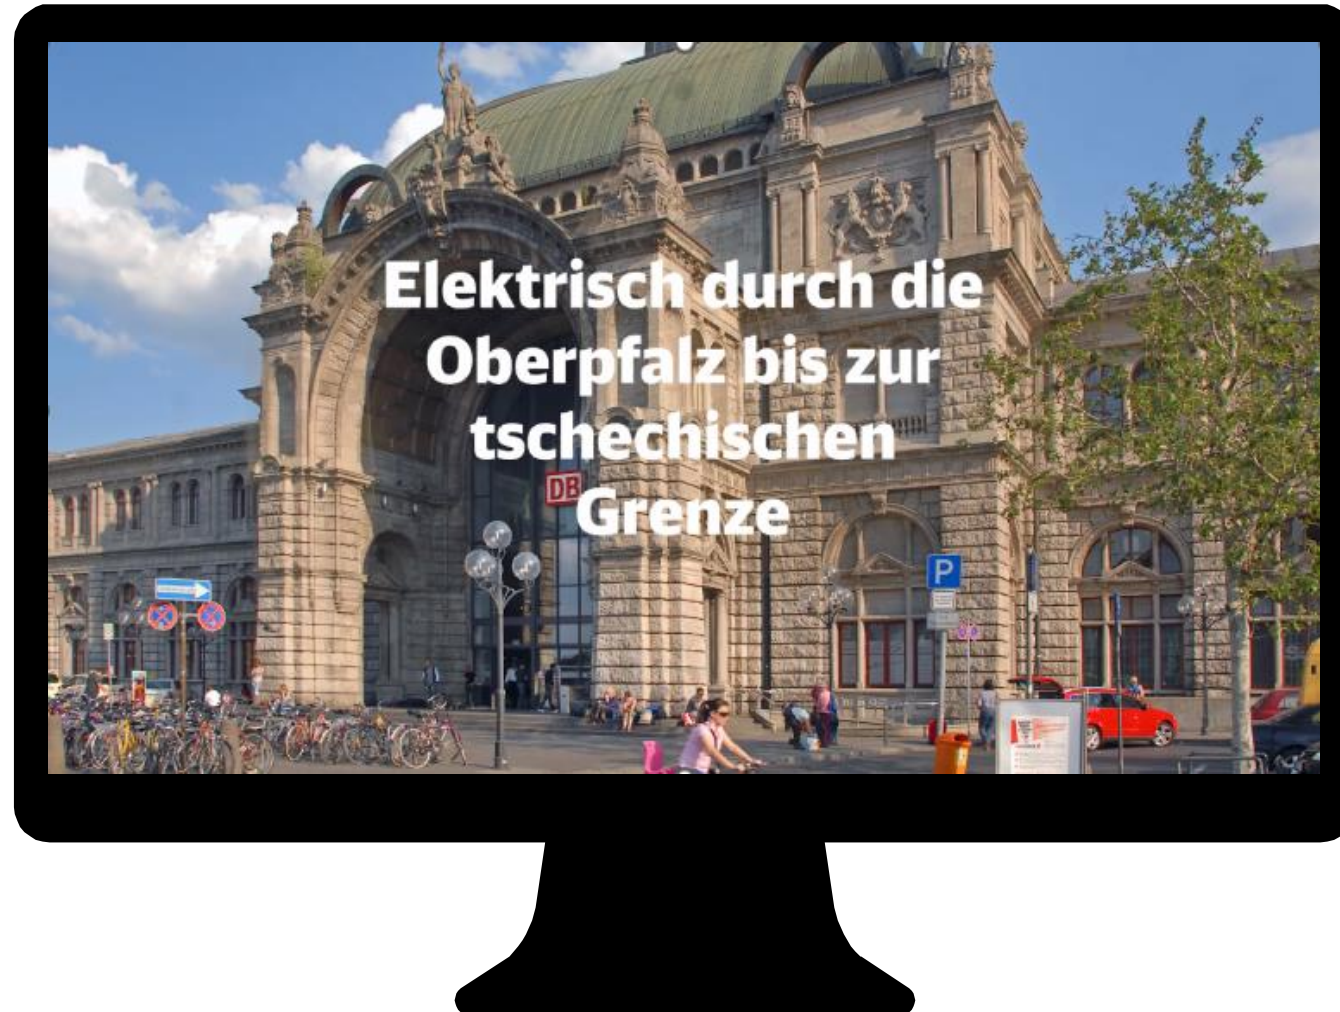 Elektrisch durch die
Oberpfalz bis zur
tschechischen
Grenze
DB
P